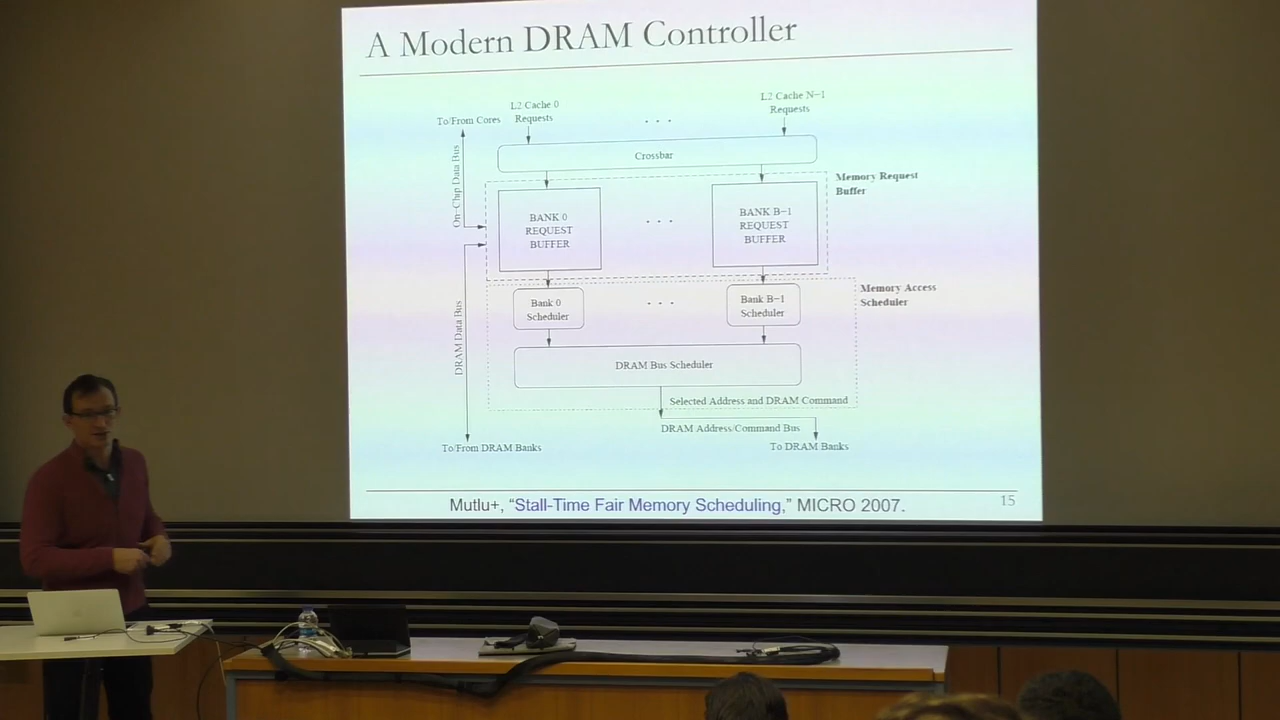 A Modern DRAM Controller
L2 Cache 0
Requests
L2 Cache N−1
Requests
To/From Cores
. . .
Crossbar
On−Chip Data Bus
Memory Request
Buffer
BANK 0
REQUEST
BUFFER
. . .
BANK B−1
REQUEST
BUFFER
Memory Access
Scheduler
Bank 0
Scheduler
. . .
Bank B−1
Scheduler
DRAM Data Bus
DRAM Bus Scheduler
Selected Address and DRAM Command
DRAM Address/Command Bus
To/From DRAM Banks
To DRAM Banks
Mutlu+, “Stall-Time Fair Memory Scheduling,” MICRO 2007.
15